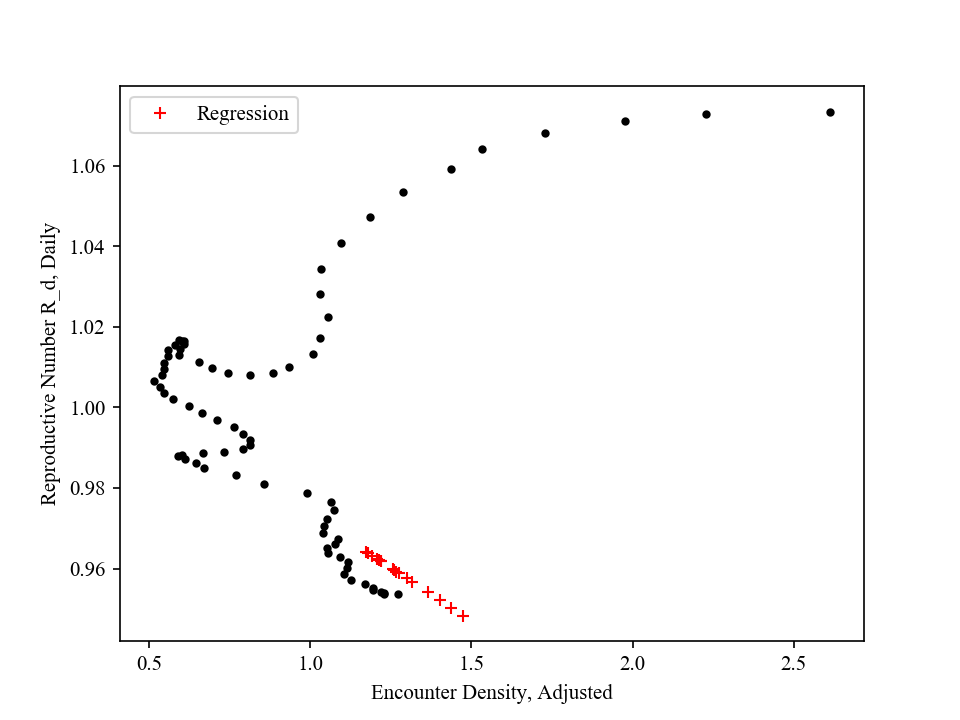 Regression
1.06
1.04
1.02
1.00
0.98
0.96
Reproductive Number R_d, Daily
0.5 1.0 1.5 2.0 2.5
Encounter Density, Adjusted